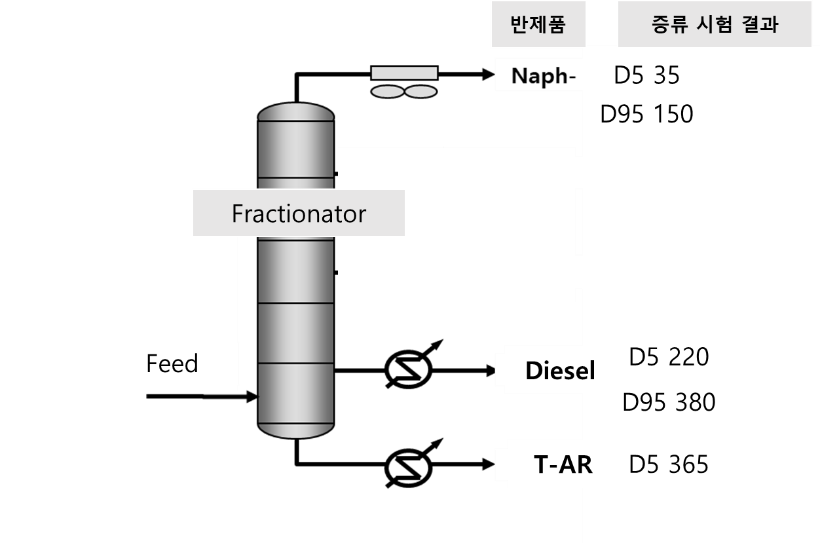 반제품
증류 시험 결과
Naph-
D5 35
D95 150
Fractionator
Feed
Diesel
D5 220
D95 380
T-AR
D5 365